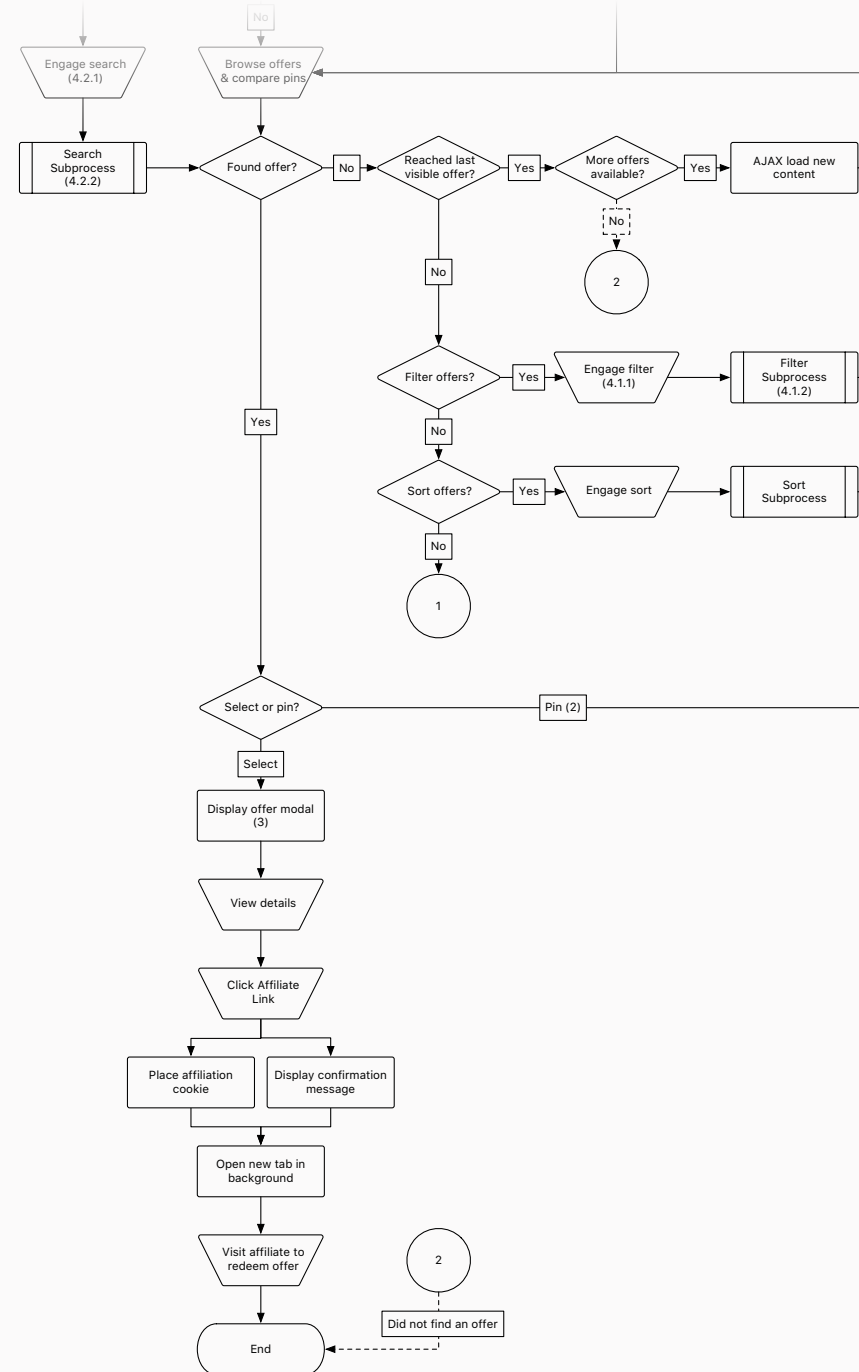 No
Engage search
(4.2.1)
Browse offers
& compare pins
Search
Subprocess
(4.2.2)
Found offer?
No
Reached last
visible offer?
Yes
More offers
available?
Yes
AJAX load new
content
No
2
No
Filter offers?
Yes
Engage filter
(4.1.1)
Filter
Subprocess
(4.1.2)
Yes
No
Sort offers?
Yes
Engage sort
Sort
Subprocess
No
1
Select or pin?
Pin (2)
Select
Display offer modal
(3)
View details
Click Affiliate
Link
Place affiliation
cookie
Display confirmation
message
Open new tab in
background
Visit affiliate to
redeem offer
2
Did not find an offer
End